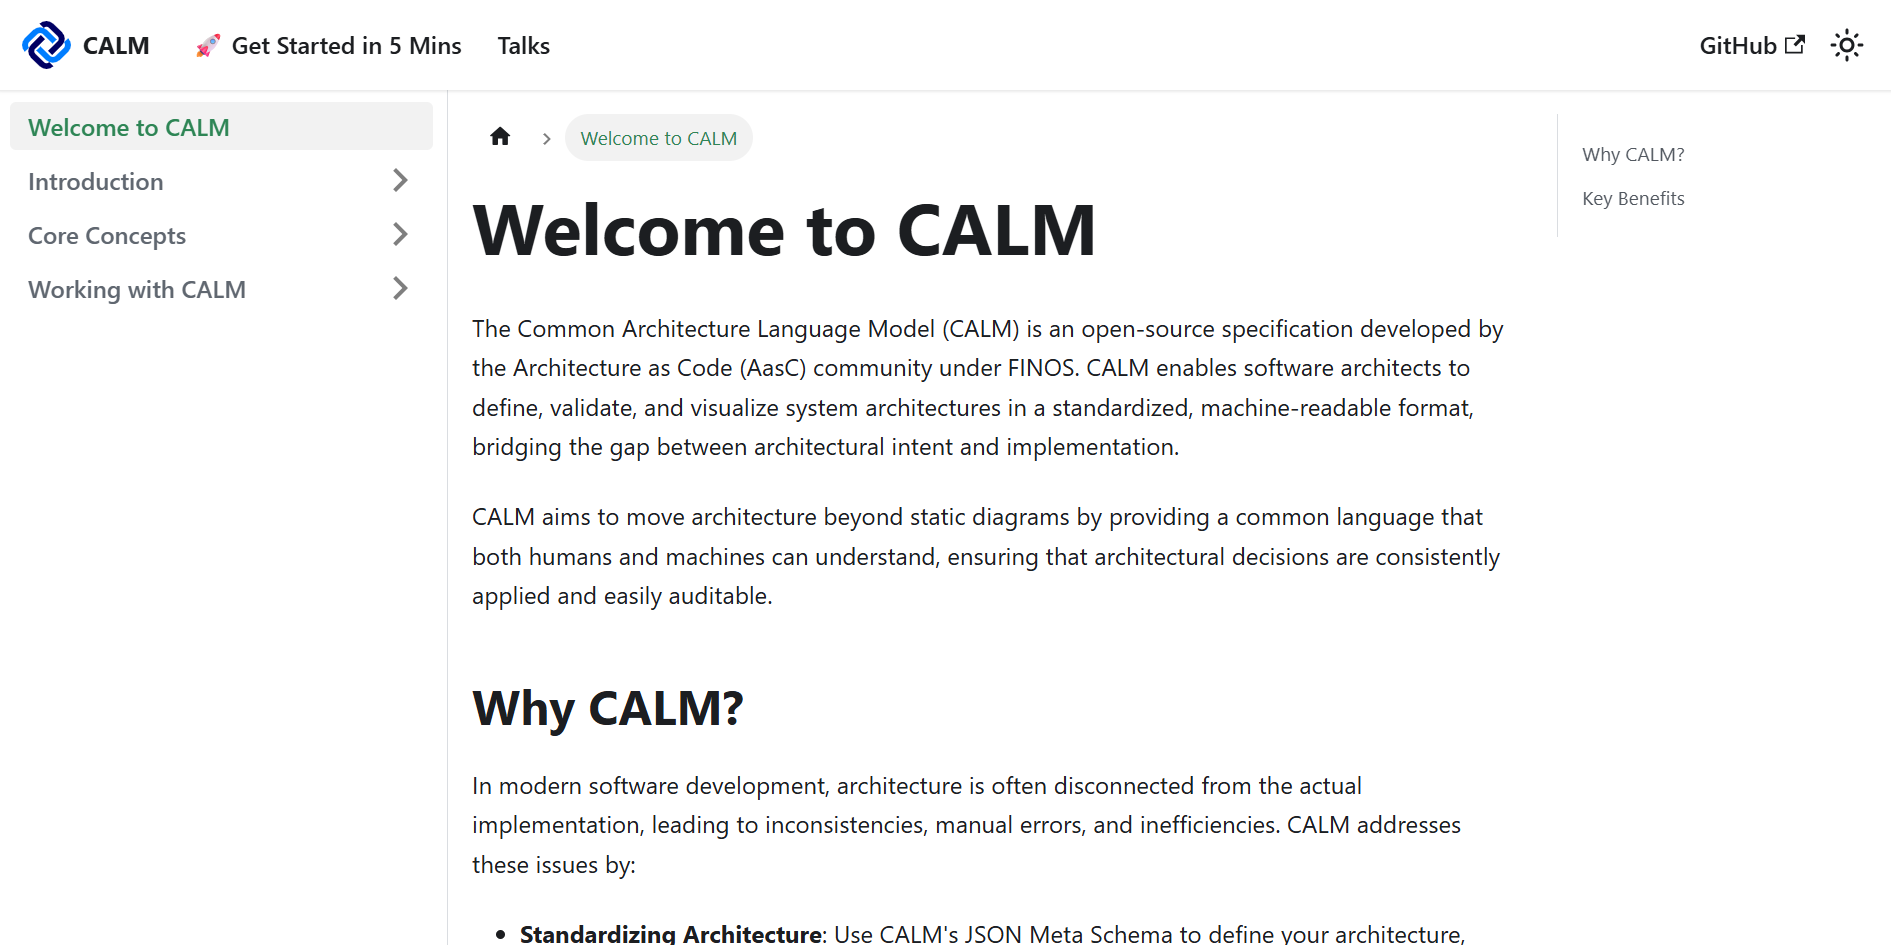 CALM
🚀 Get Started in 5 Mins
Talks
GitHub
Welcome to CALM
Introduction
Core Concepts
Working with CALM
Welcome to CALM
Welcome to CALM
The Common Architecture Language Model (CALM) is an open-source specification developed by
the Architecture as Code (AasC) community under FINOS. CALM enables software architects to
define, validate, and visualize system architectures in a standardized, machine-readable format,
bridging the gap between architectural intent and implementation.
CALM aims to move architecture beyond static diagrams by providing a common language that
both humans and machines can understand, ensuring that architectural decisions are consistently
applied and easily auditable.
Why CALM?
In modern software development, architecture is often disconnected from the actual
implementation, leading to inconsistencies, manual errors, and inefficiencies. CALM addresses
these issues by:
• Standardizing Architecture: Use CALM's JSON Meta Schema to define your architecture,
Why CALM?
Key Benefits